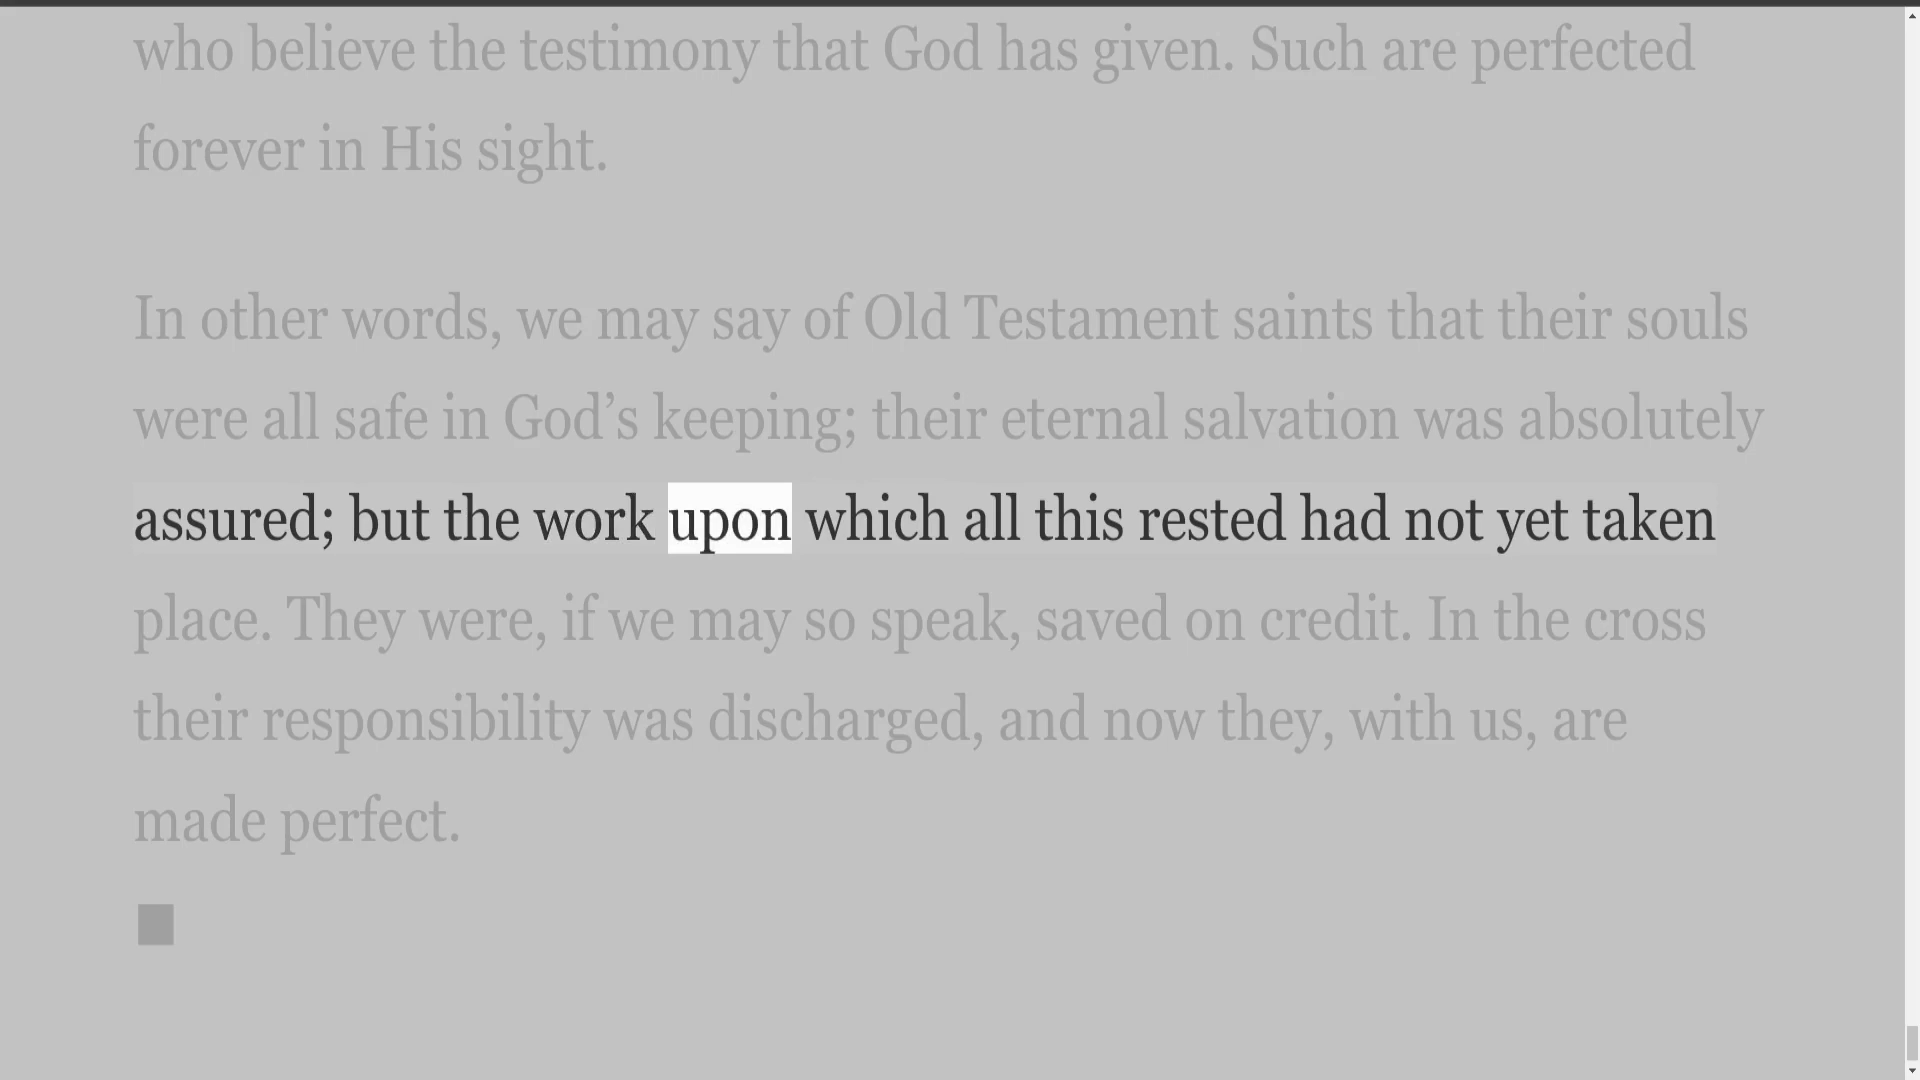 who believe the testimony that God has given. Such are perfected
forever in His sight.
In other words, we may say of Old Testament saints that their souls
were all safe in God’s keeping; their eternal salvation was absolutely
assured; but the work upon which all this rested had not yet taken
place. They were, if we may so speak, saved on credit. In the cross
their responsibility was discharged, and now they, with us, are
made perfect.